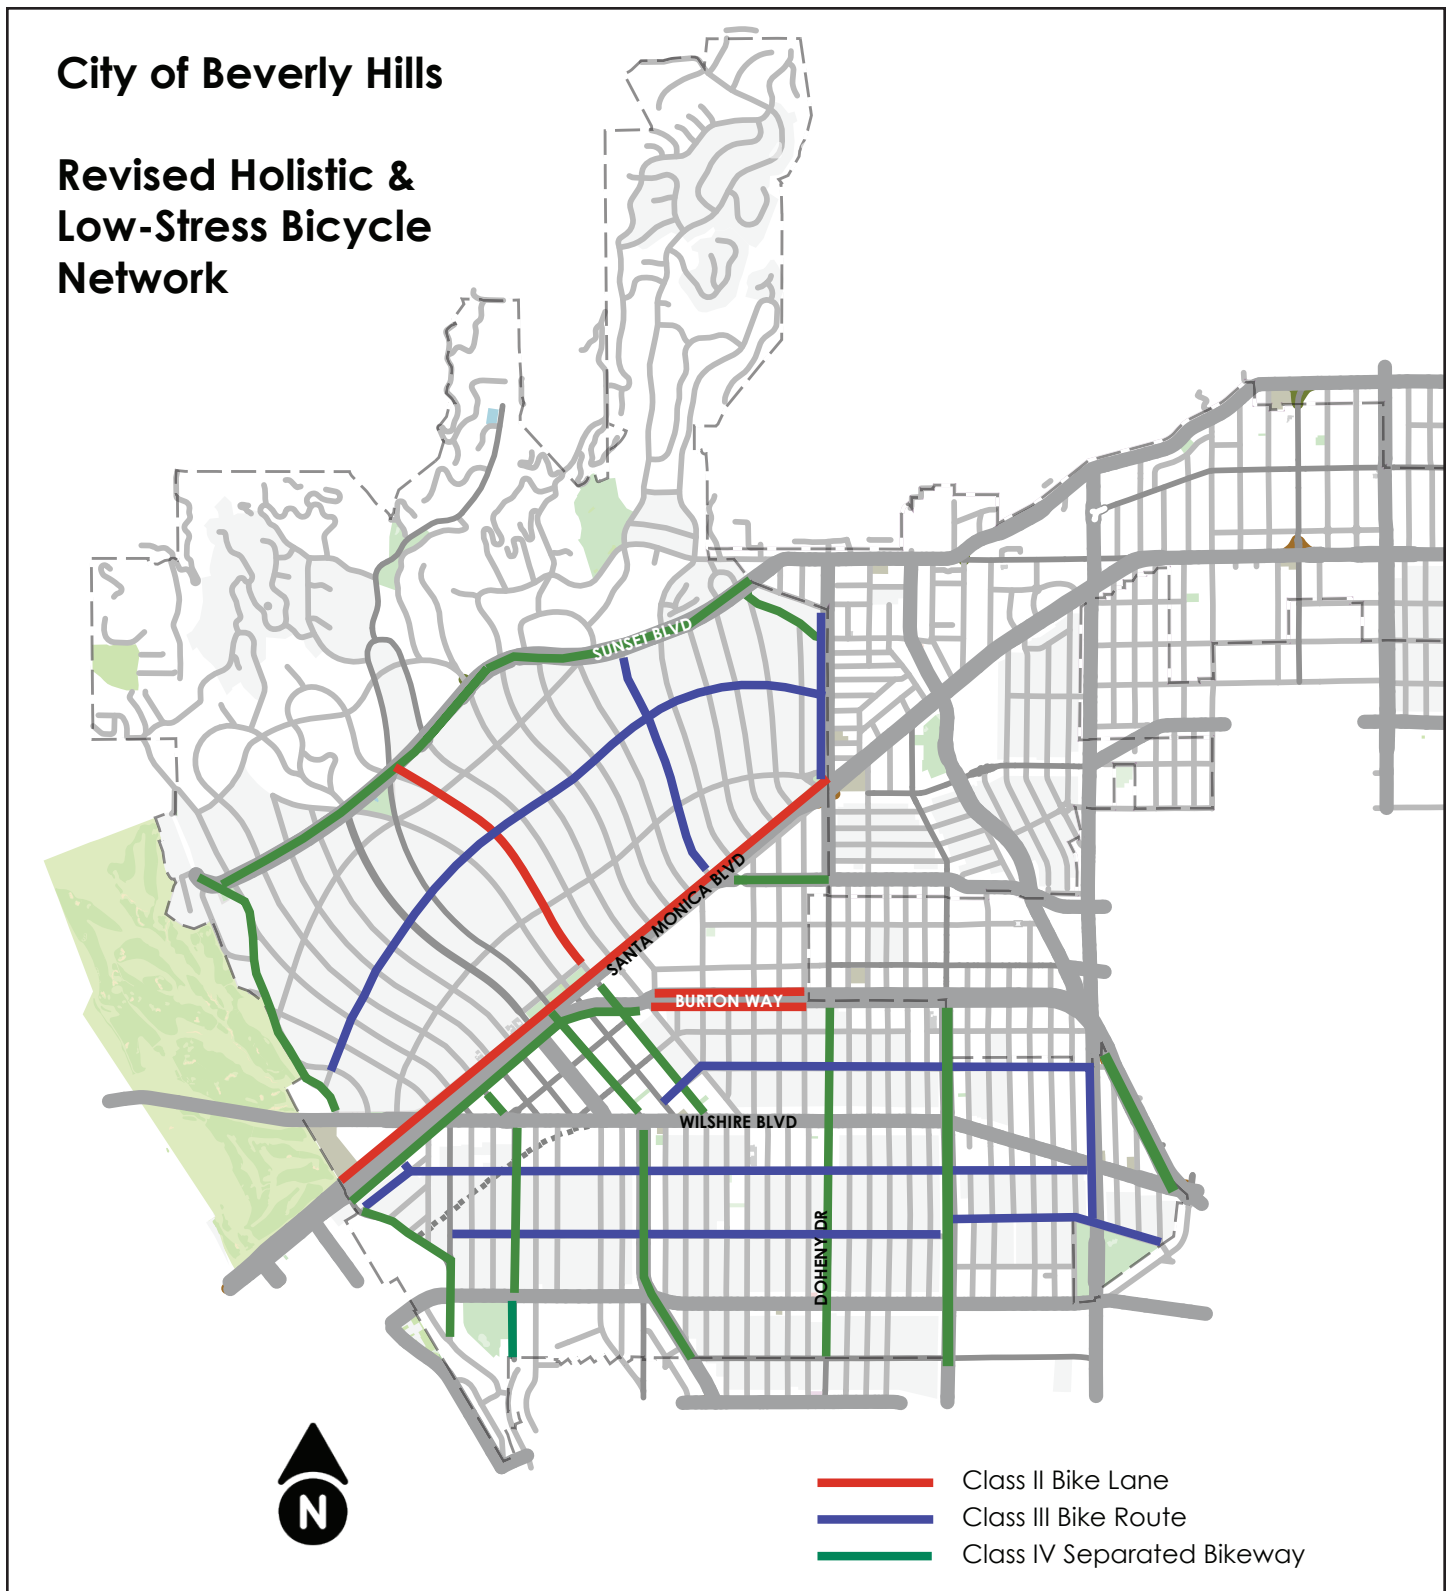 City of Beverly Hills
Revised Holistic &
Low-Stress Bicycle
Network
SUNSET BLVD
SANTA MONICA BLVD
BURTON WAY
WILSHIRE BLVD
DOHENY DR
N
Class II Bike Lane
Class III Bike Route
Class IV Separated Bikeway